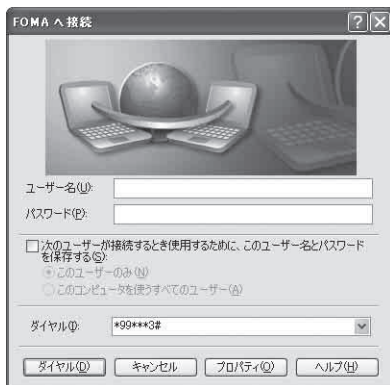 FOMA へ接続
ユーザー名(U):
パスワード(P):
次のユーザーが接続するとき使用するために、このユーザー名とパスワード
を保存する(S):
このユーザーのみ(N)
このコンピュータを使うすべてのユーザー(A)
ダイヤル(I): *99***3#
ダイヤル(D) キャンセル プロパティ(O) ヘルプ(H)